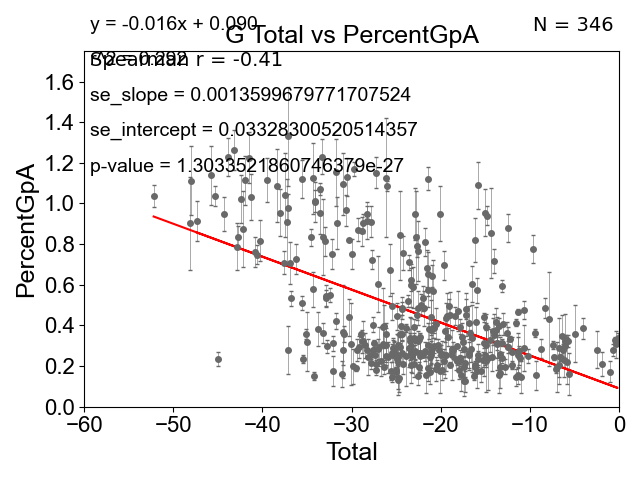 y = -0.016x + 0.090
N = 346
G Total vs PercentGpA
Spearman r = -0.41
se_slope = 0.0013599679771707524
se_intercept = 0.03328300520514357
p-value = 1.3033521860746379e-27
PercentGpA
1.6
1.4
1.2
1.0
0.8
0.6
0.4
0.2
0.0
−60
−50
−40
−30
−20
−10
0
Total